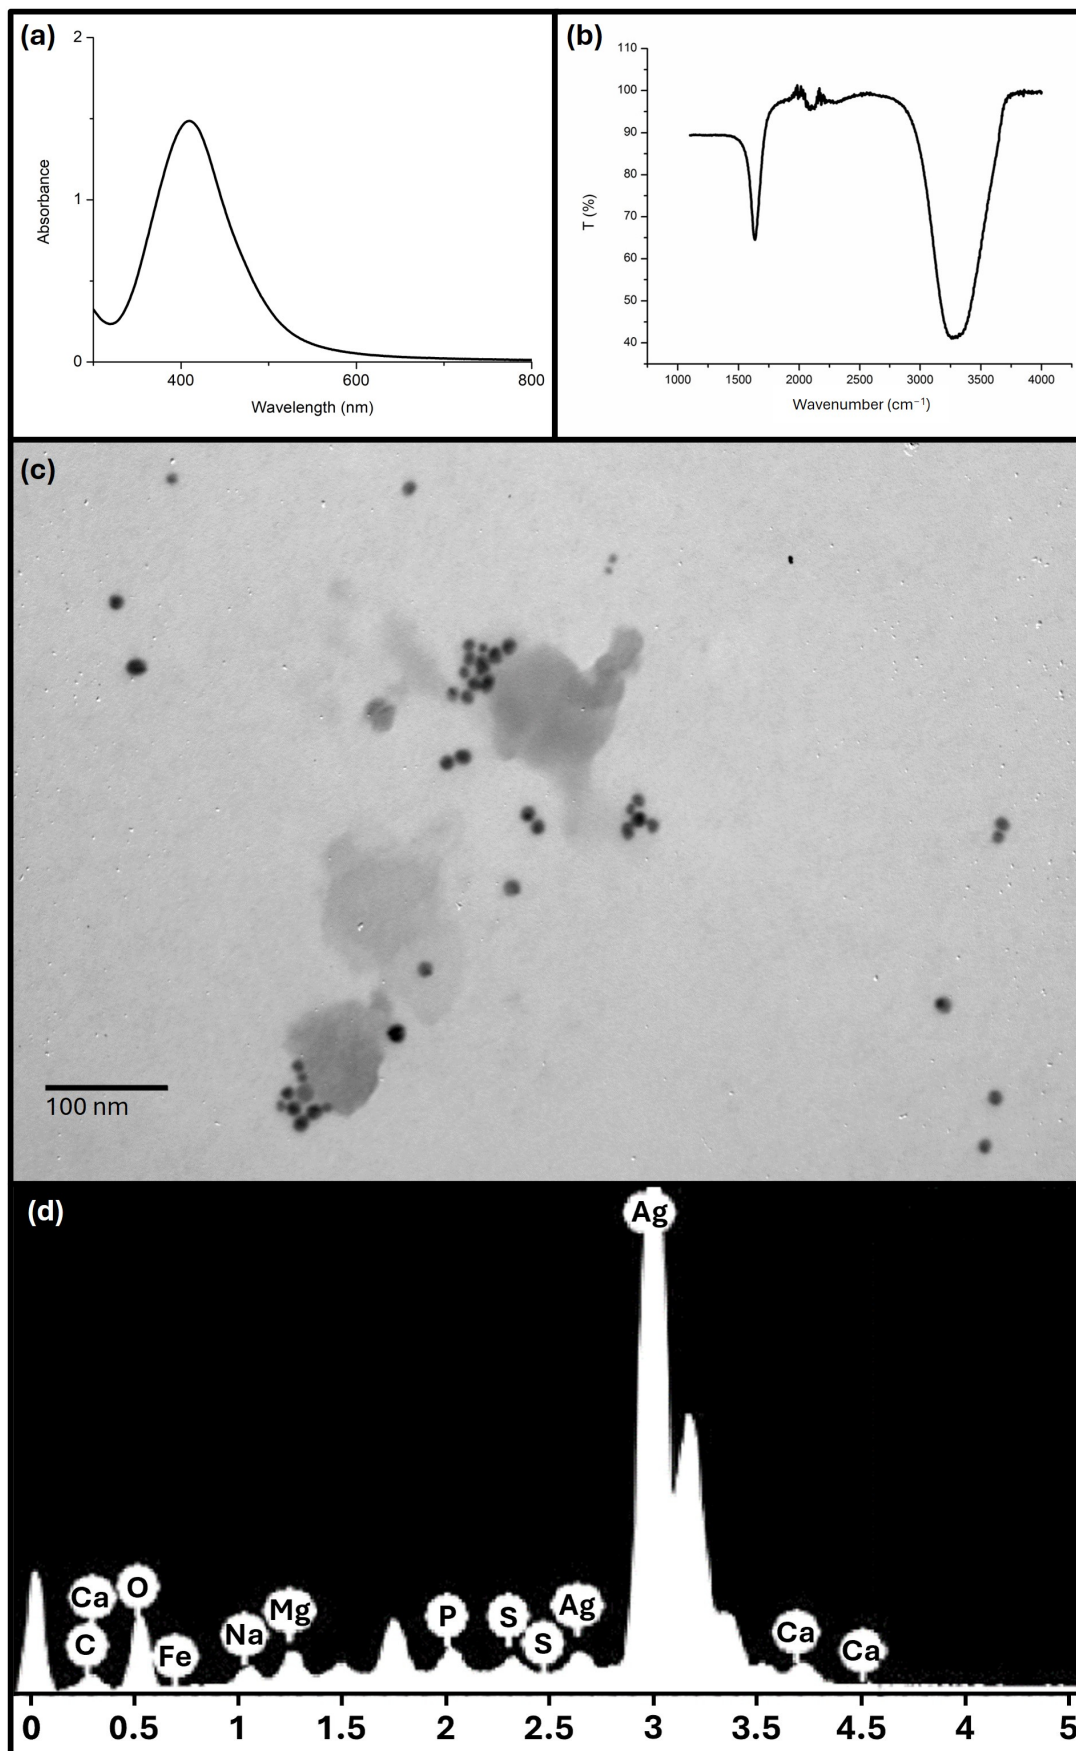 (a)
2
1
0
Absorbance
400
600
800
Wavelength (nm)
(b)
110
100
90
80
70
60
50
40
T (%)
1000
1500
2000
2500
3000
3500
4000
Wavenumber (cm⁻¹)
(c)
100 nm
(d)
Ag
Ca
O
C
Fe
Na
Mg
P
S
S
Ag
Ca
Ca
0
0.5
1
1.5
2
2.5
3
3.5
4.5
4
5